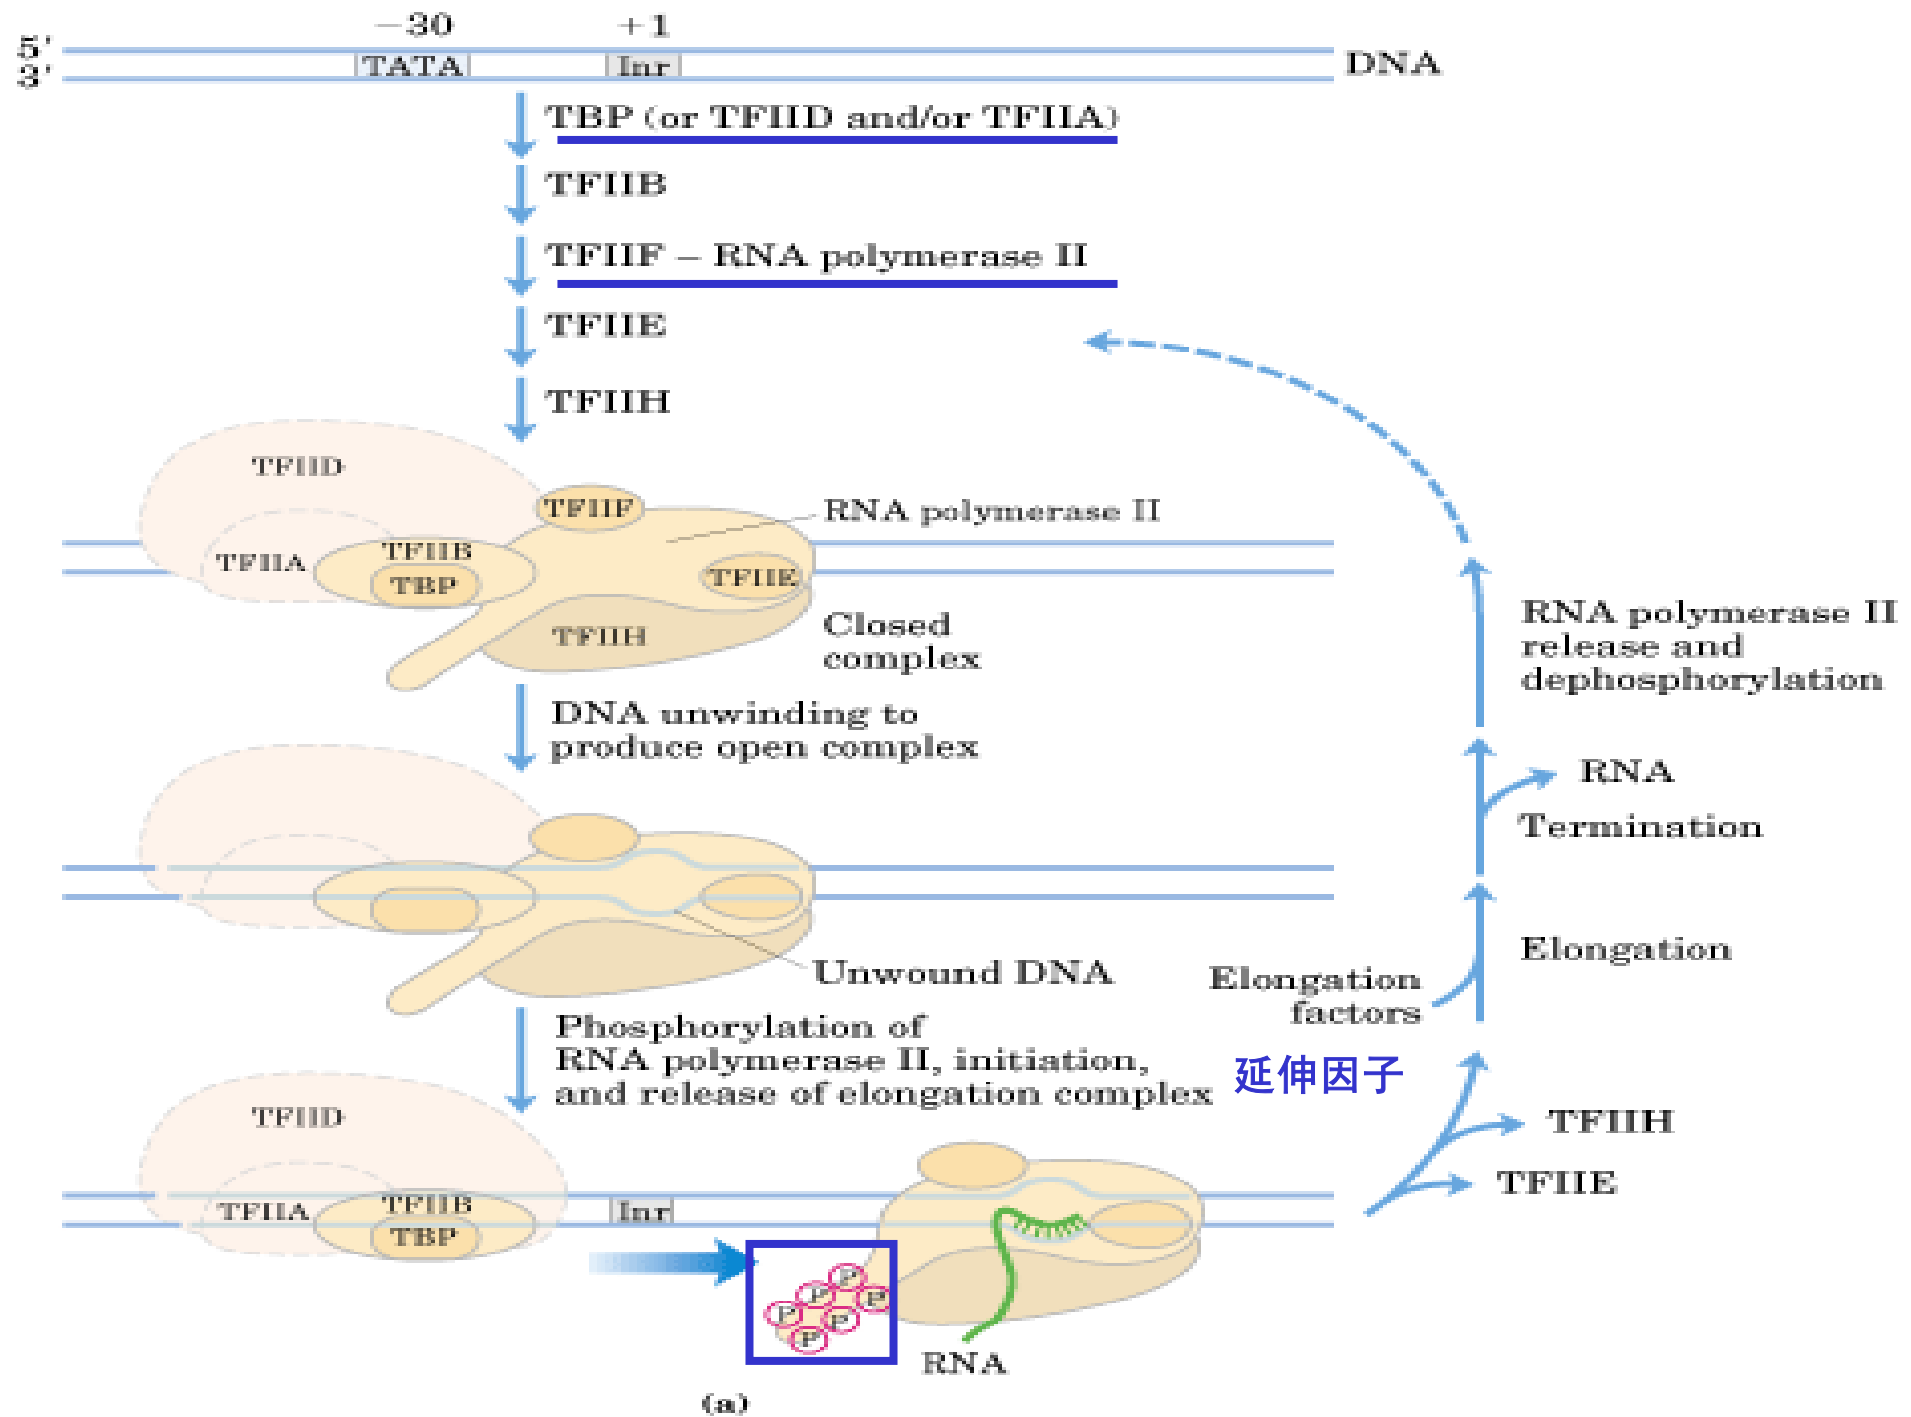 −30
+1
5'
TATA
Inr
DNA
3'
TBP (or TFIID and/or TFIIA)
TFIIB
TFIIF – RNA polymerase II
TFIIE
TFIIH
TFIID
TFIIF
RNA polymerase II
TFIIB
TFIIA
TBP
TFIIE
TFIIH
Closed
complex
DNA unwinding to
produce open complex
Unwound DNA
Phosphorylation of
RNA polymerase II, initiation,
and release of elongation complex
TFIID
TFIIA
TFIIB
TBP
Inr
P
P
P
P
P
P
RNA
TFIIE
TFIIH
延伸因子
Elongation
factors
Elongation
Termination
RNA
RNA polymerase II
release and
dephosphorylation
(a)